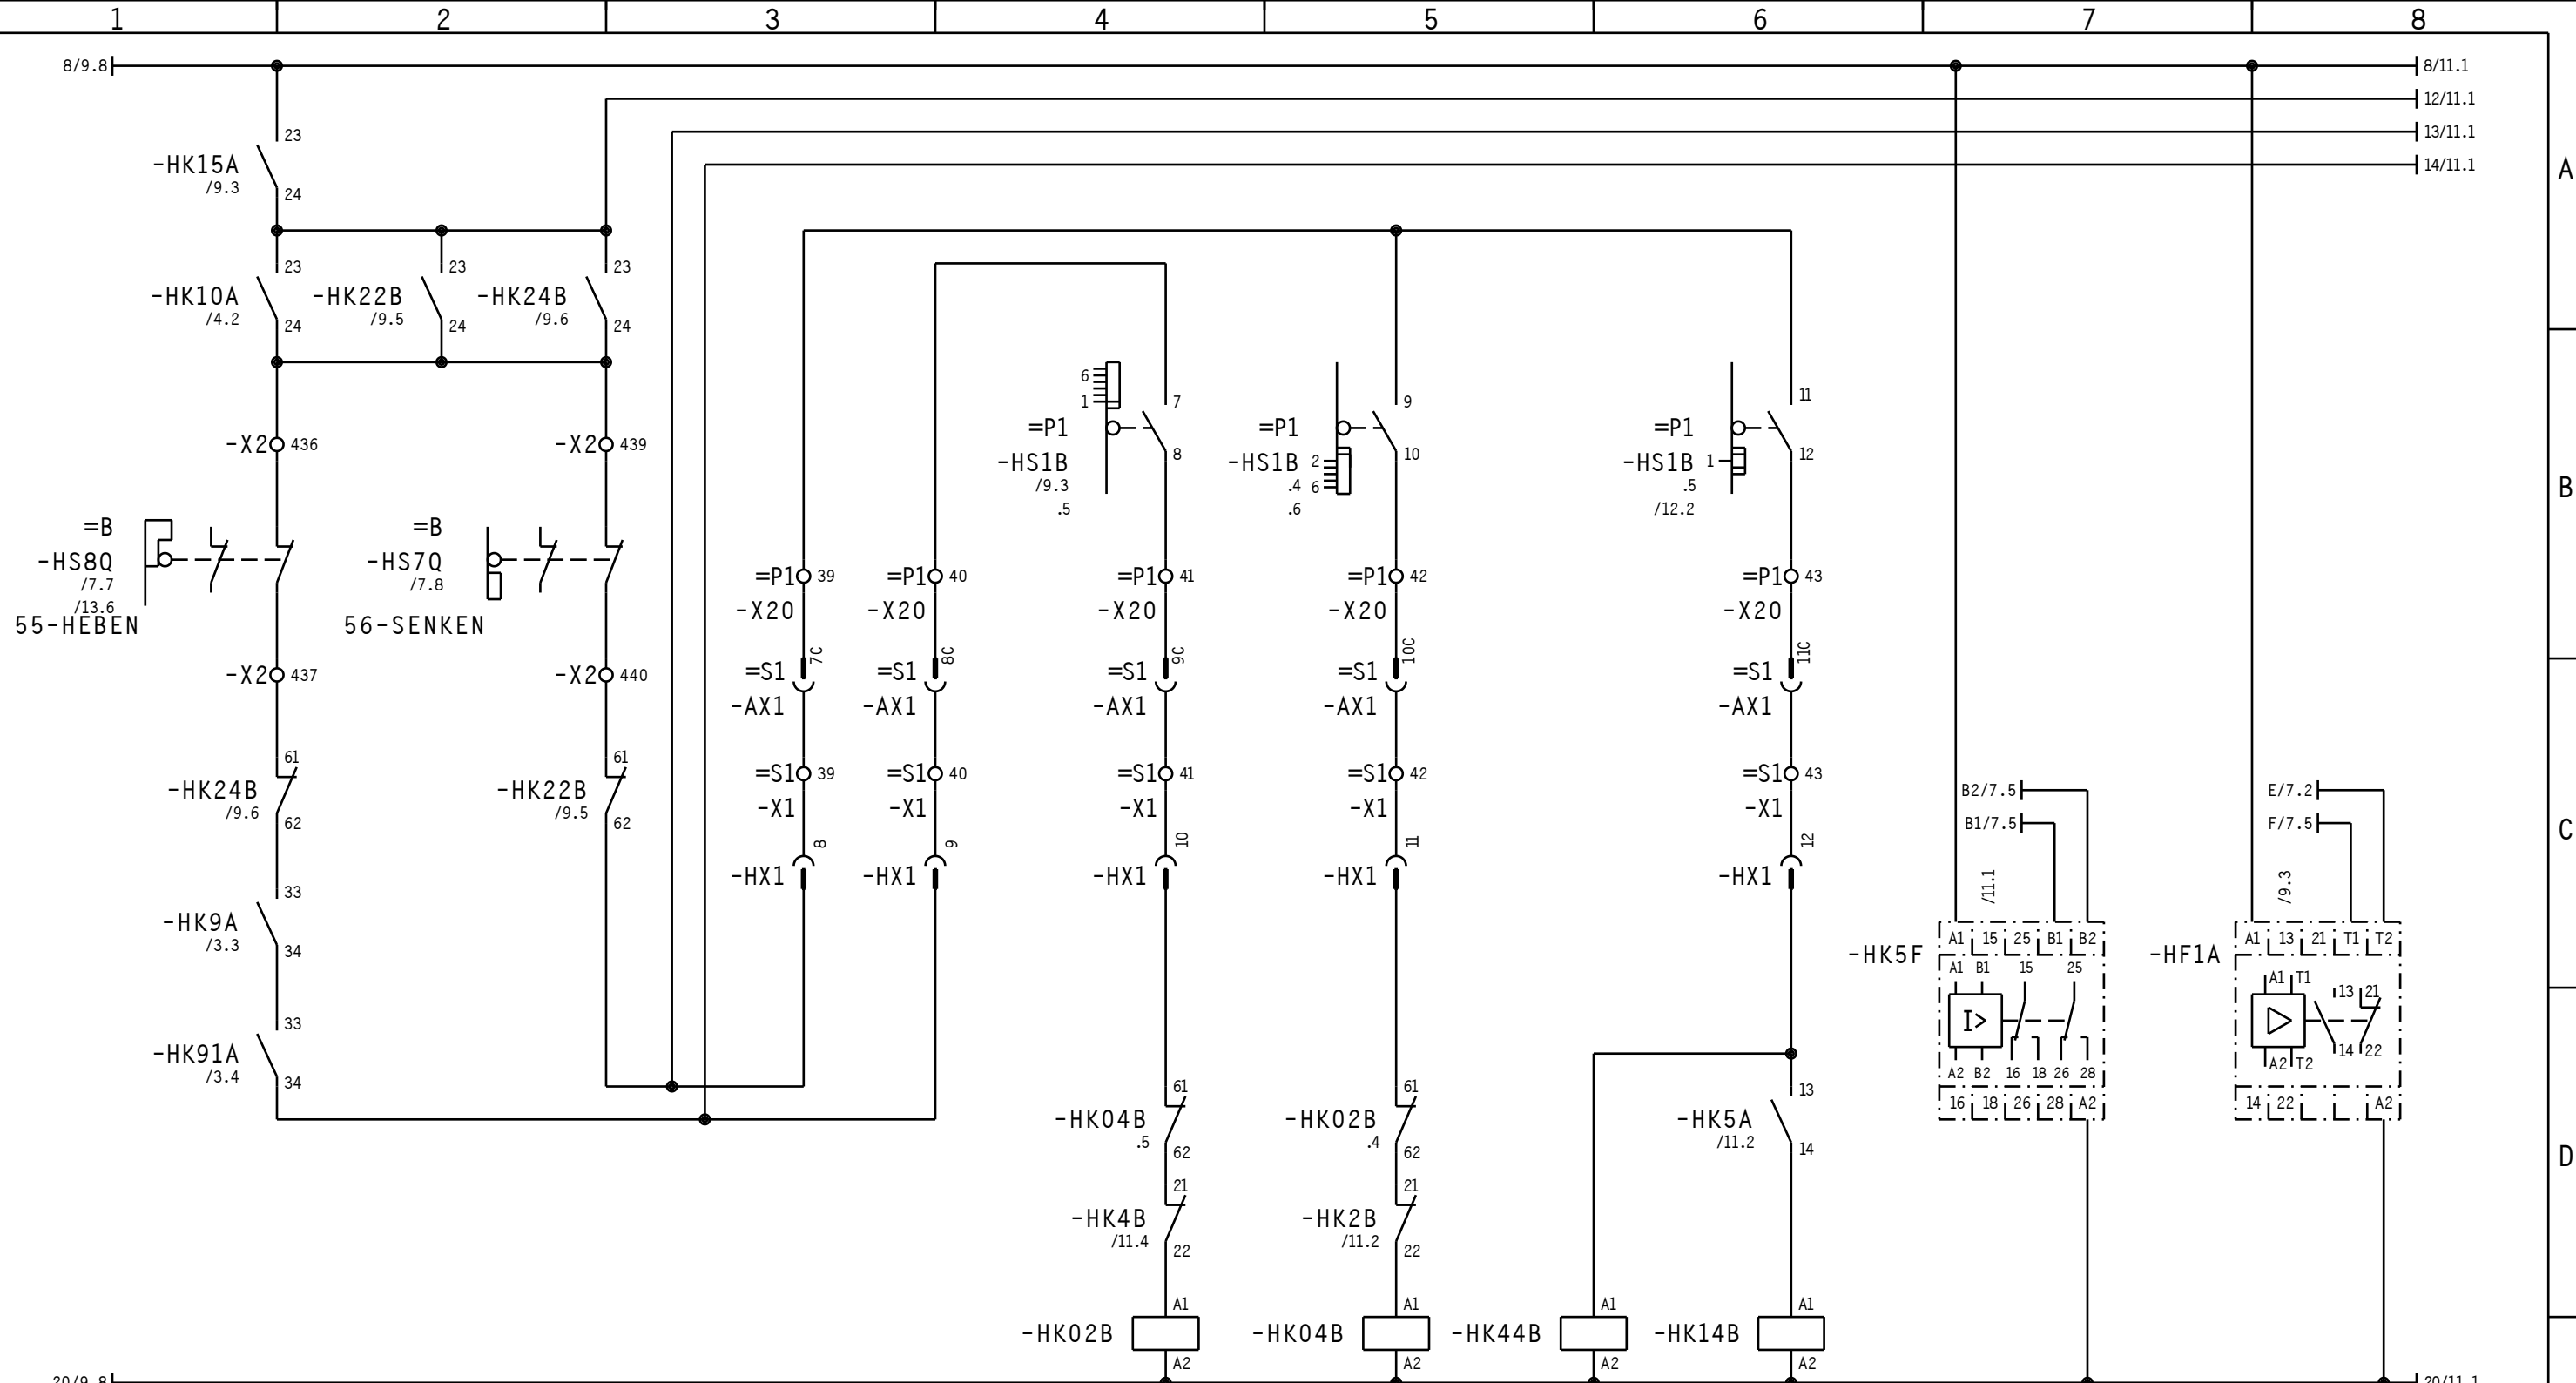 1 2 3 4 5 6 7 8
8/9.8 8/11.1
12/11.1
13/11.1
14/11.1
A
23
-HK15A
/9.3
24
23 23 23
-HK10A -HK22B -HK24B
/4.2 /9.5 /9.6
24 24 24
6
1
7 9 11
=P1 =P1 =P1
8 10 12
-HS1B -HS1B 2 -HS1B 1
/9.3 .4 6 .5
.5 .6 /12.2
-X2 436 -X2 439
B
=B =B
-HS8Q -HS7Q
/7.7 /7.8
/13.6
55-HEBEN 56-SENKEN
=P1 39 =P1 40 =P1 41 =P1 42 =P1 43
-X20 -X20 -X20 -X20 -X20
7C 8C 9C 10C 11C
=S1 =S1 =S1 =S1 =S1
-AX1 -AX1 -AX1 -AX1 -AX1
-X2 437 -X2 440
61 61
-HK24B -HK22B
/9.6 /9.5
62 62
=S1 39 =S1 40 =S1 41 =S1 42 =S1 43
-X1 -X1 -X1 -X1 -X1
8 9 10 11 12
-HX1 -HX1 -HX1 -HX1 -HX1
B2/7.5 E/7.2
B1/7.5 F/7.5
C
/11.1 /9.3
33
-HK9A
/3.3
34
33
-HK91A
/3.4
34
-HK5F
A1 15 25 B1 B2
A1 B1 15 25
I>
A2 B2 16 18 26 28
16 18 26 28 A2
-HF1A
A1 13 21 T1 T2
A1 T1 13 21
A2 T2 14 22
14 22 A2
61 61 13
-HK04B -HK02B -HK5A
.5 .4 /11.2
62 62 14
D
21 21
-HK4B -HK2B
/11.4 /11.2
22 22
A1 A1 A1 A1
-HK02B -HK04B -HK44B -HK14B
A2 A2 A2 A2
20/9.8 20/11.1